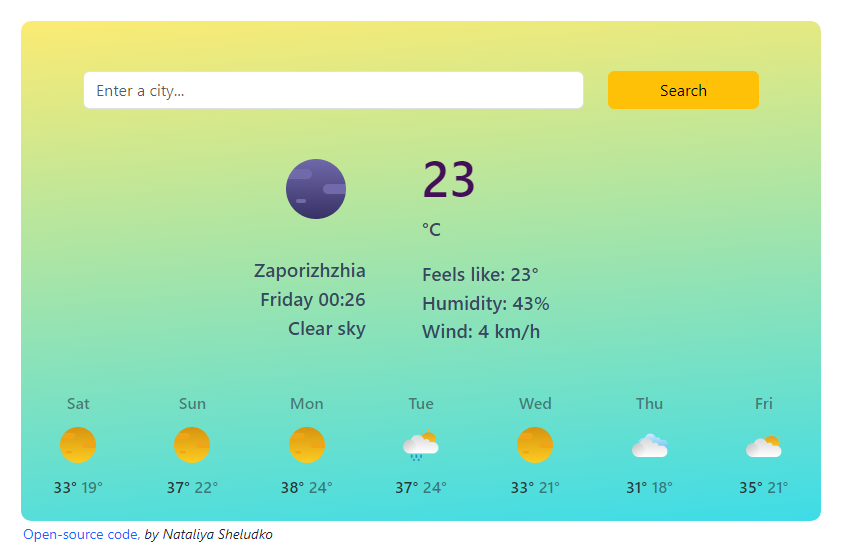 Enter a city...
Search
23
°C
Zaporizhzhia
Friday 00:26
Clear sky
Feels like: 23°
Humidity: 43%
Wind: 4 km/h
Sat Sun Mon Tue Wed Thu Fri
33° 19° 37° 22° 38° 24° 37° 24° 33° 21° 31° 18° 35° 21°
Open-source code, by Nataliya Sheludko